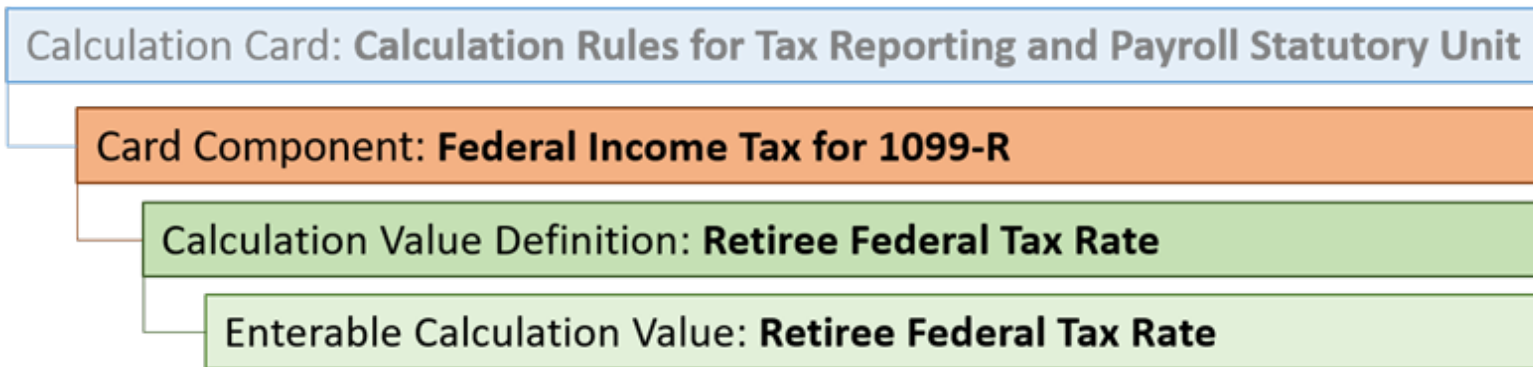 Calculation Card: Calculation Rules for Tax Reporting and Payroll Statutory Unit
Card Component: Federal Income Tax for 1099-R
Calculation Value Definition: Retiree Federal Tax Rate
Enterable Calculation Value: Retiree Federal Tax Rate